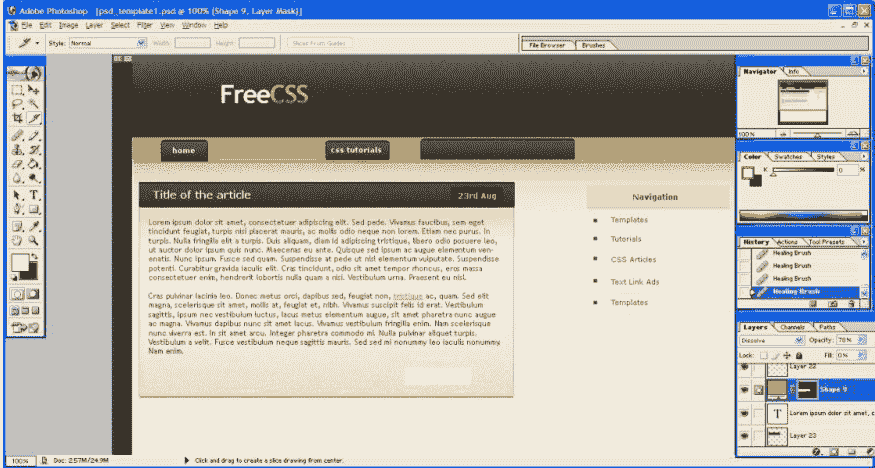 Adobe Photoshop - [psd_template1.psd @ 100% (Shape 9, Layer Mask)]
File Edit Image Layer Select Filter View Window Help
Style: Normal Width: Height: Show Font Guides
File Browser Brushes
FreeCSS
home
css tutorials
Title of the article
23rd Aug
Lorem ipsum dolor sit amet, consectetuer adipiscing elit. Sed pede. Vivamus faucibus, sem eget
tincidunt feugiat, turpis nisi placerat mauris, ac mollis odio neque non lorem. Etiam nec purus. In
turpis. Nulla fringilla elit a turpis. Duis aliquam, diam id adipiscing tristique, libero odio posuere leo,
ut auctor dolor ipsum quis nunc. Maecenas eu ante. Quisque sed ipsum ac augue elementum ven-
enatis. Nunc ipsum. Fusce sed quam. Suspendisse at pede ut nisl elementum vulputate. Suspendisse
potenti. Curabitur gravida iaculis elit. Cras tincidunt, odio sit amet tempor rhoncus, eros massa
consectetuer enim, hendrerit lobortis nulla quam a nisi. Vestibulum urna. Praesent eu nisl.
Cras pulvinar lacinia leo. Donec metus orci, dapibus sed, feugiat non, tristique ac, quam. Sed elit
magna, scelerisque sit amet, mollis at, feugiat et, nibh. Vivamus suscipit felis id erat. Vestibulum
sagittis, ipsum nec vestibulum luctus, lacus metus elementum augue, sit amet pharetra nunc augue
ac magna. Vivamus dapibus nunc sit amet lacus. Vivamus vestibulum fringilla enim. Nam scelerisque
nunc viverra est. In sit amet arcu. Integer pharetra commodo mi. Nulla pulvinar aliquet turpis.
Vestibulum a velit. Fusce vestibulum neque sagittis mauris. Sed sed mi nonummy leo iaculis nonummy.
Nam enim.
Navigation
Templates
Tutorials
CSS Articles
Text Link Ads
Templates
Navigator Info
100%
Color Swatches Styles
K 0 %
History Actions Tool Presets
Healing Brush
Healing Brush
Healing Brush
Healing Brush
Layers Channels Paths
Dissolve Opacity: 78%
Lock: Fill: 0%
Layer 22
Shape 9
T Lorem ipsum dolor sit amet, c
Layer 23
100% Doc: 2.57M/24.9M Click and drag to create a slice drawing from center.